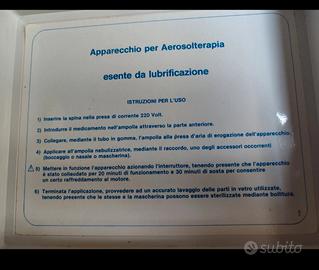 Apparecchio per Aerosolterapia
esente da lubrificazione
ISTRUZIONI PER L'USO
1) Inserire la spina nella presa di corrente 220 Volt.
2) Introdurre il medicamento nell'ampolla attraverso la parte anteriore.
3) Collegare, mediante il tubo in gomma, l'ampolla alla presa d'aria di erogazione dell'apparecchio.
4) Applicare all'ampolla nebulizzatrice, mediante il raccordo, uno degli accessori occorrenti
(boccaglio o nasale o mascherina).
5) Mettere in funzione l'apparecchio azionando l'interruttore, tenendo presente che l'apparecchio
è stato collaudato per 20 minuti di funzionamento e 30 minuti di sosta per consentire
un certo raffreddamento al motore.
6) Terminata l'applicazione, provvedere ad un accurato lavaggio delle parti in vetro utilizzate,
tenendo presente che le stesse e la mascherina possono essere sterilizzate mediante bollitura.
subito